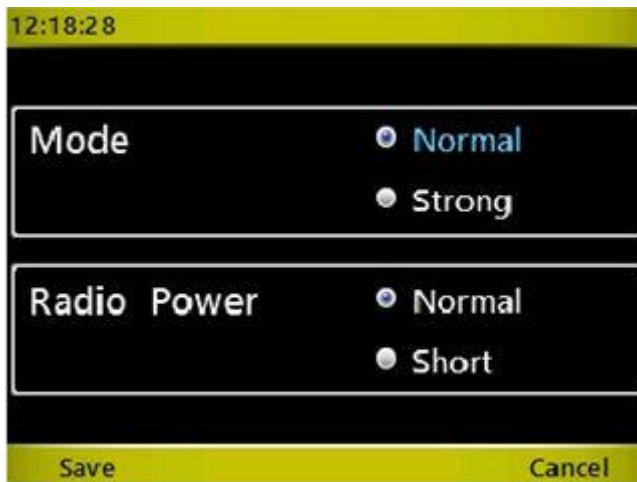 12:18:28
Mode
Normal
Strong
Radio Power
Normal
Short
Save Cancel